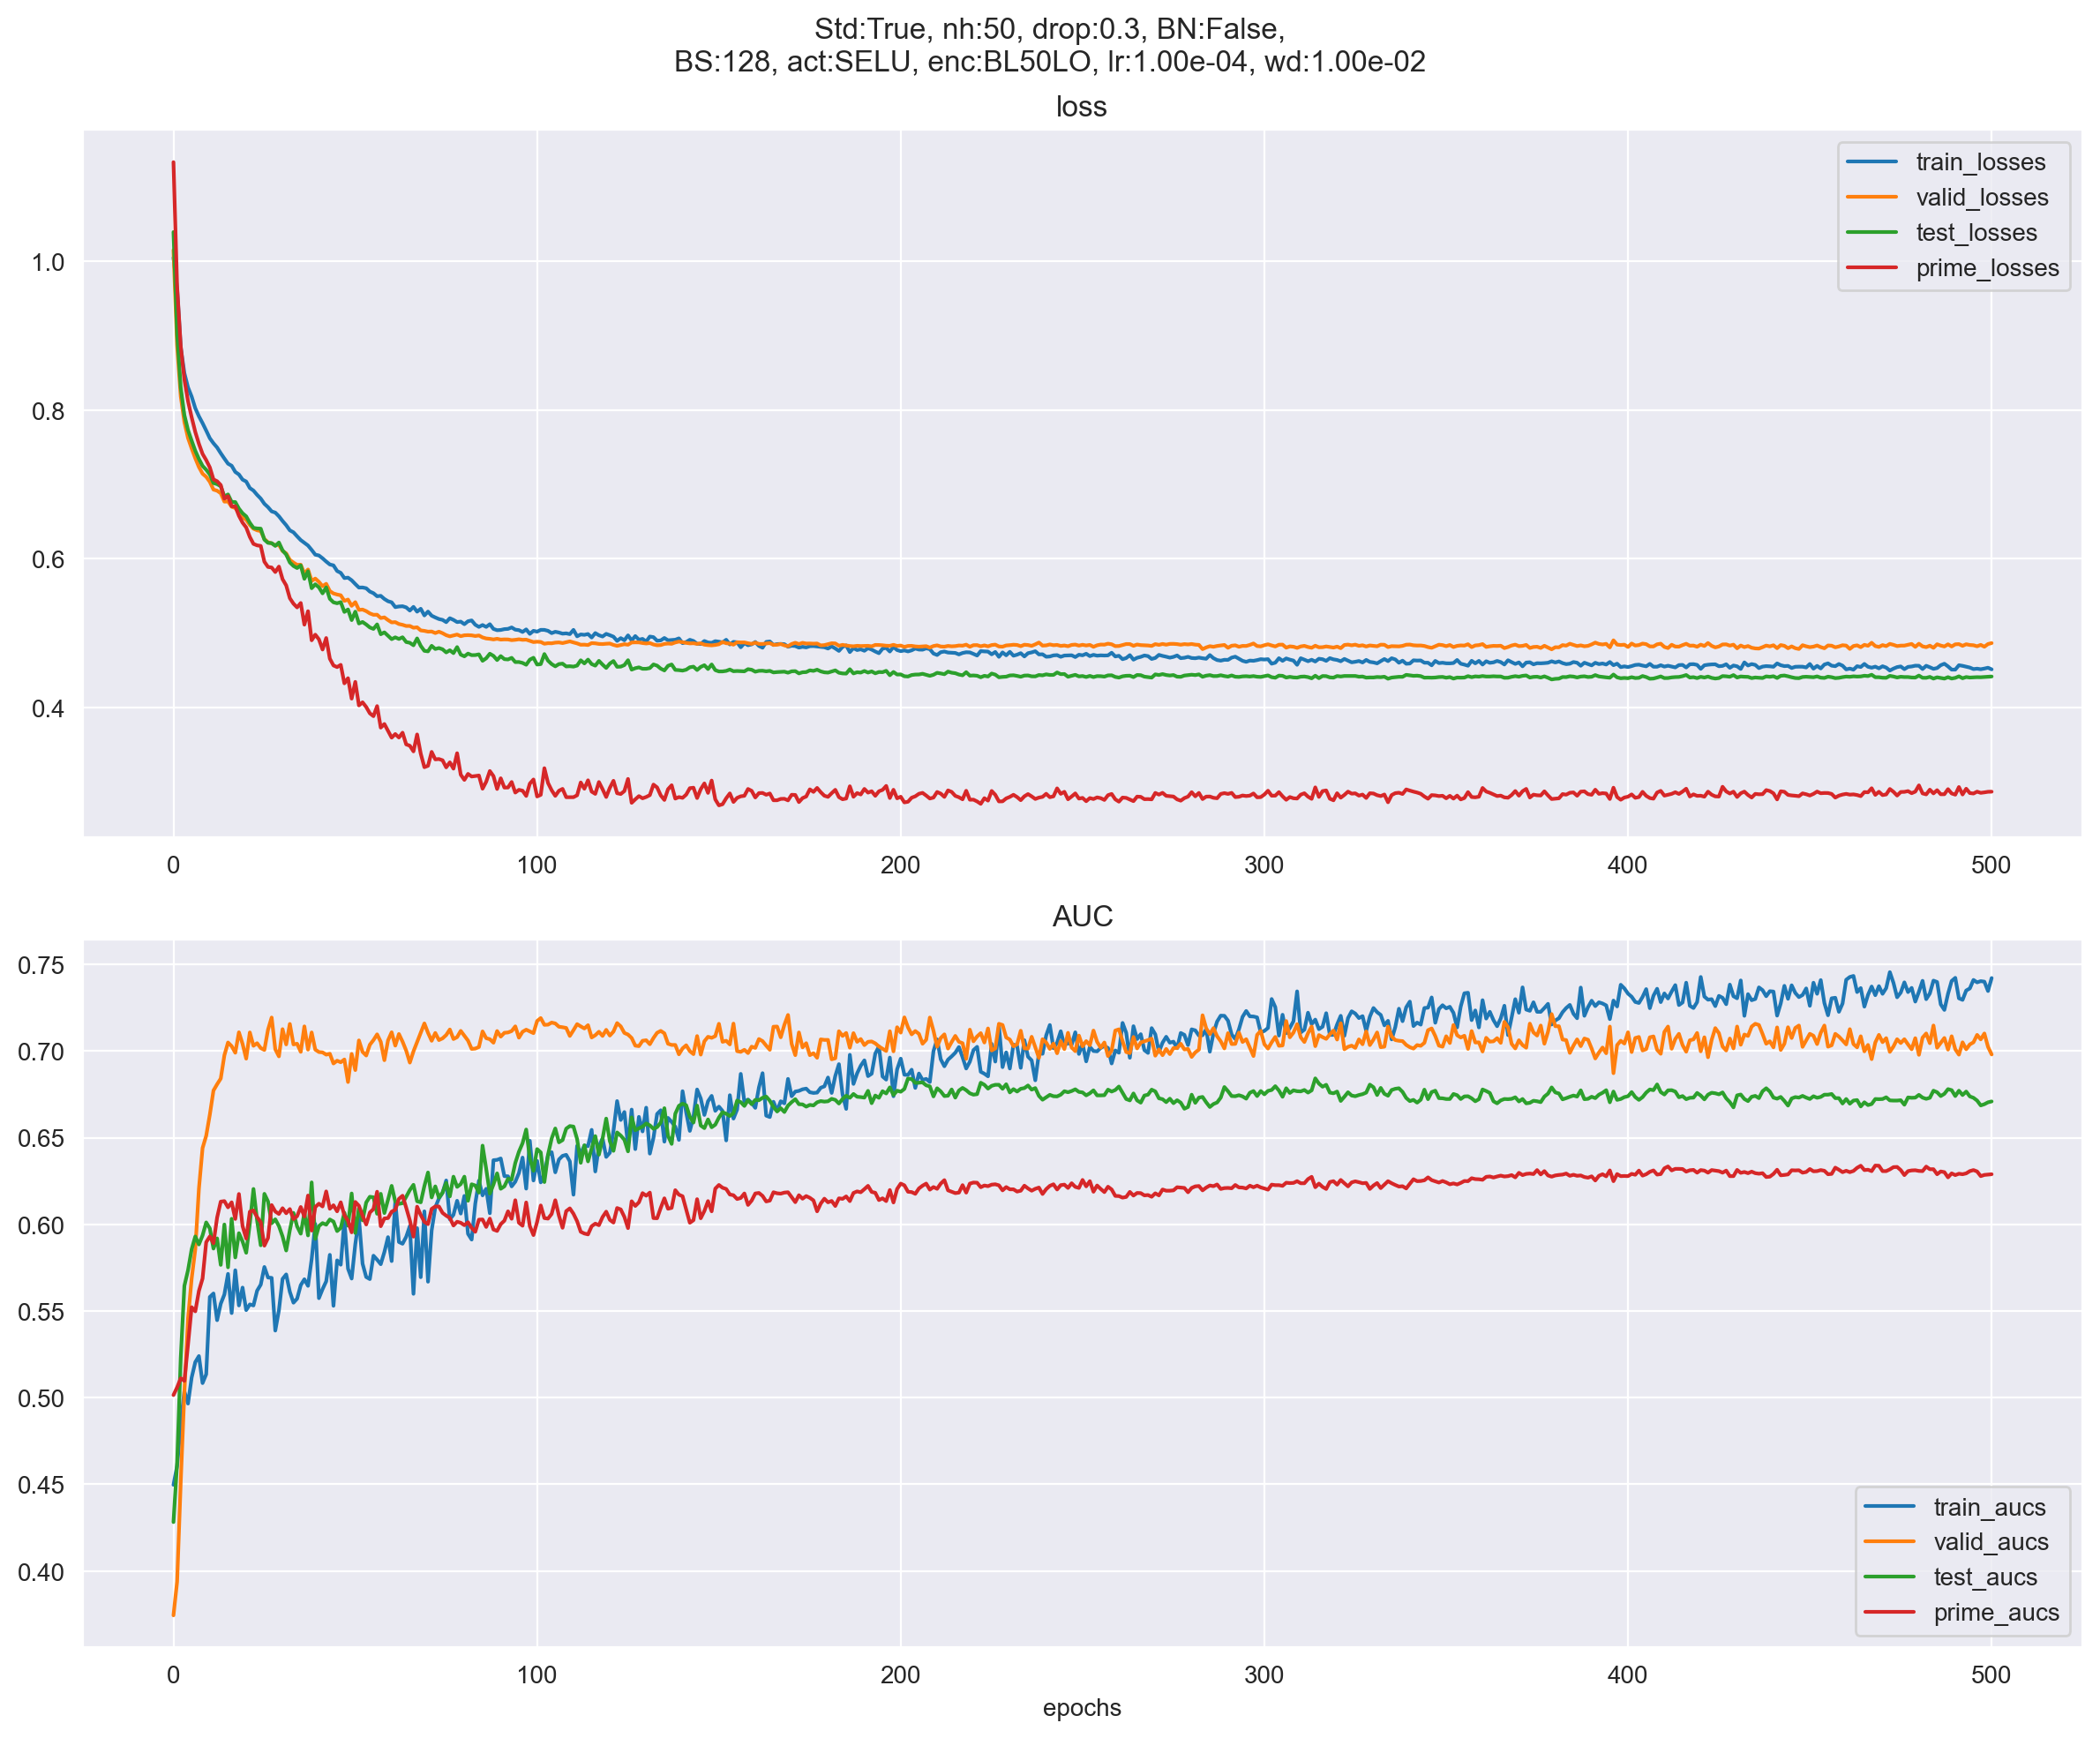 Std:True, nh:50, drop:0.3, BN:False,
BS:128, act:SELU, enc:BL50LO, lr:1.00e-04, wd:1.00e-02
loss
train_losses
valid_losses
test_losses
prime_losses
1.0
0.8
0.6
0.4
0 100 200 300 400 500
AUC
0.75
0.70
0.65
0.60
0.55
0.50
0.45
0.40
train_aucs
valid_aucs
test_aucs
prime_aucs
0 100 200 300 400 500
epochs